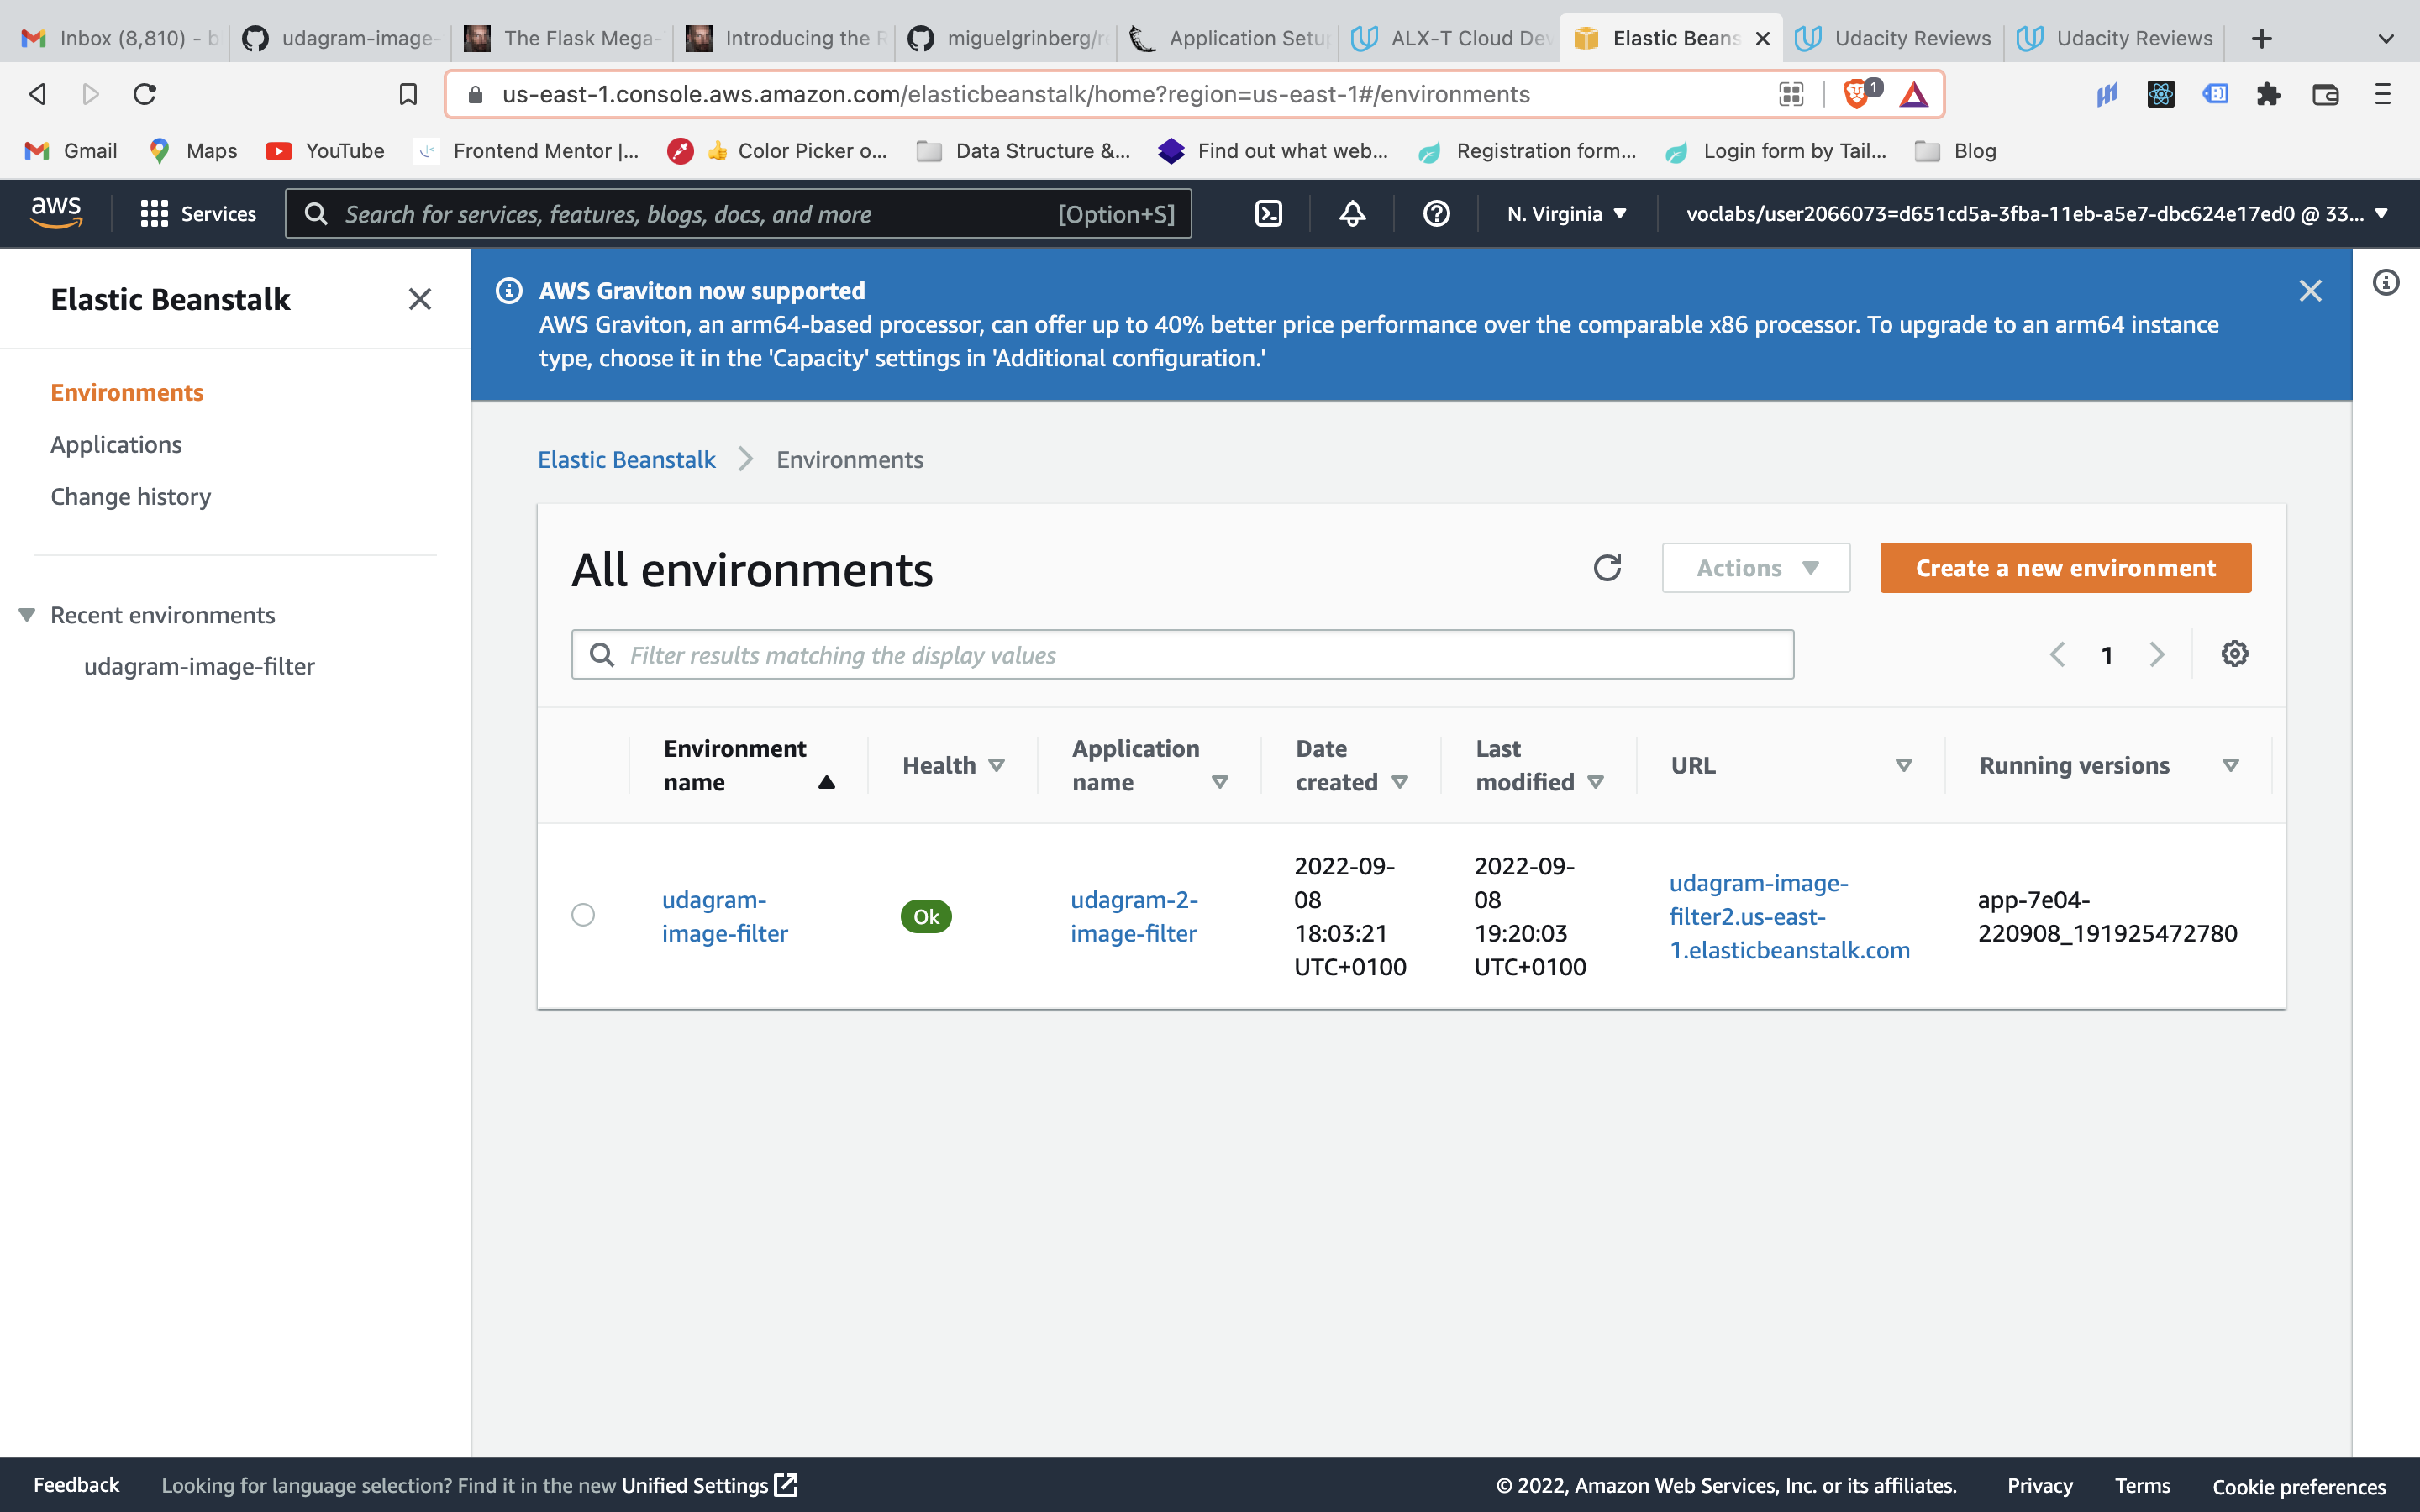 Inbox (8,810) - b
udagram-image-
The Flask Mega-
Introducing the R
miguelgrinberg/re
Application Setup
ALX-T Cloud Dev
Elastic Beans
Udacity Reviews
Udacity Reviews
us-east-1.console.aws.amazon.com/elasticbeanstalk/home?region=us-east-1#/environments
1
Gmail
Maps
YouTube
Frontend Mentor |...
👍 Color Picker o...
Data Structure &...
Find out what web...
Registration form...
Login form by Tail...
Blog
aws
Services
Search for services, features, blogs, docs, and more
[Option+S]
N. Virginia
voclabs/user2066073=d651cd5a-3fba-11eb-a5e7-dbc624e17ed0 @ 33...
Elastic Beanstalk
Environments
Applications
Change history
Recent environments
udagram-image-filter
AWS Graviton now supported
AWS Graviton, an arm64-based processor, can offer up to 40% better price performance over the comparable x86 processor. To upgrade to an arm64 instance
type, choose it in the 'Capacity' settings in 'Additional configuration.'
Elastic Beanstalk
Environments
All environments
Actions
Create a new environment
Filter results matching the display values
1
Environment
name
Health
Application
name
Date
created
Last
modified
URL
Running versions
udagram-
image-filter
Ok
udagram-2-
image-filter
2022-09-
08
18:03:21
UTC+0100
2022-09-
08
19:20:03
UTC+0100
udagram-image-
filter2.us-east-
1.elasticbeanstalk.com
app-7e04-
220908_191925472780
Feedback
Looking for language selection? Find it in the new Unified Settings
© 2022, Amazon Web Services, Inc. or its affiliates.
Privacy
Terms
Cookie preferences